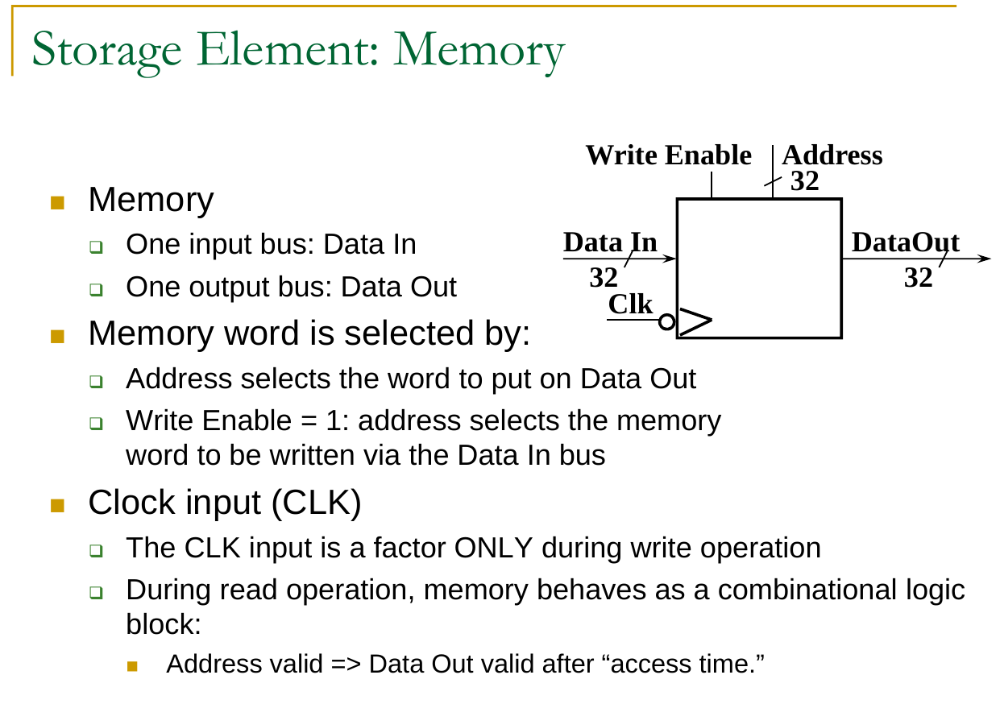 Storage Element: Memory
Write Enable
Address
32
Memory
One input bus: Data In
One output bus: Data Out
Data In
32
Clk
DataOut
32
Memory word is selected by:
Address selects the word to put on Data Out
Write Enable = 1: address selects the memory
word to be written via the Data In bus
Clock input (CLK)
The CLK input is a factor ONLY during write operation
During read operation, memory behaves as a combinational logic
block:
Address valid => Data Out valid after “access time.”